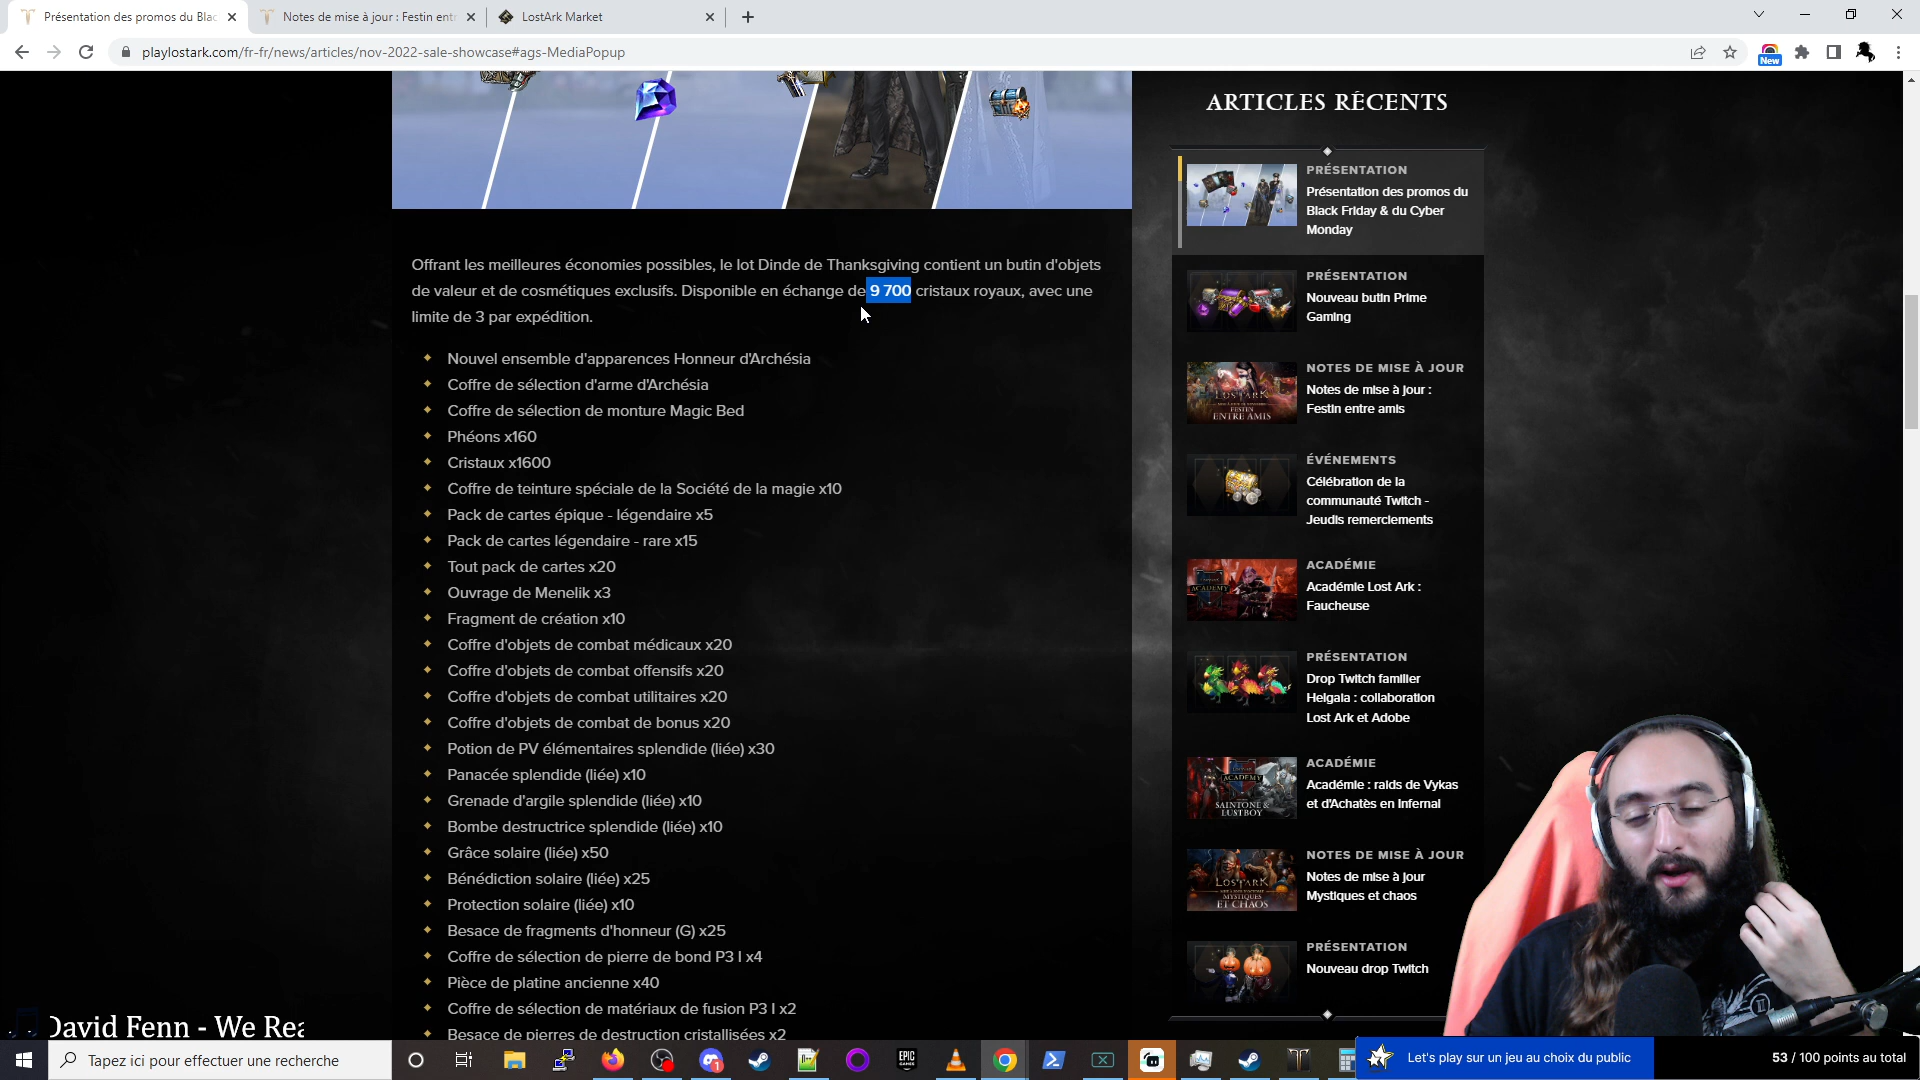 Présentation des promos du Blac
Notes de mise à jour : Festin entr
LostArk Market
playlostark.com/fr-fr/news/articles/nov-2022-sale-showcase#ags-MediaPopup
New
Offrant les meilleures économies possibles, le lot Dinde de Thanksgiving contient un butin d'objets
de valeur et de cosmétiques exclusifs. Disponible en échange de 9 700 cristaux royaux, avec une
limite de 3 par expédition.
Nouvel ensemble d'apparences Honneur d'Archésia
Coffre de sélection d'arme d'Archésia
Coffre de sélection de monture Magic Bed
Phéons x160
Cristaux x1600
Coffre de teinture spéciale de la Société de la magie x10
Pack de cartes épique - légendaire x5
Pack de cartes légendaire - rare x15
Tout pack de cartes x20
Ouvrage de Menelik x3
Fragment de création x10
Coffre d'objets de combat médicaux x20
Coffre d'objets de combat offensifs x20
Coffre d'objets de combat utilitaires x20
Coffre d'objets de combat de bonus x20
Potion de PV élémentaires splendide (liée) x30
Panacée splendide (liée) x10
Grenade d'argile splendide (liée) x10
Bombe destructrice splendide (liée) x10
Grâce solaire (liée) x50
Bénédiction solaire (liée) x25
Protection solaire (liée) x10
Besace de fragments d'honneur (G) x25
Coffre de sélection de pierre de bond P3 I x4
Pièce de platine ancienne x40
Coffre de sélection de matériaux de fusion P3 I x2
Besace de pierres de destruction cristallisées x2
ARTICLES RÉCENTS
PRÉSENTATION
Présentation des promos du
Black Friday & du Cyber
Monday
PRÉSENTATION
Nouveau butin Prime
Gaming
NOTES DE MISE À JOUR
Notes de mise à jour :
Festin entre amis
LOSTARK
FESTIN
ENTRE AMIS
ÉVÉNEMENTS
Célébration de la
communauté Twitch -
Jeudis remerciements
ACADÉMIE
Académie Lost Ark :
Faucheuse
ACADEMY
PRÉSENTATION
Drop Twitch familier
Helgaia : collaboration
Lost Ark et Adobe
ACADÉMIE
Académie : raids de Vykas
et d'Achatès en Infernal
ACADEMY
SAINTONE &
LUSTBOY
NOTES DE MISE À JOUR
Notes de mise à jour
Mystiques et chaos
LOSTARK
MYSTIQUES
ET CHAOS
PRÉSENTATION
Nouveau drop Twitch
David Fenn - We Rea
Tapez ici pour effectuer une recherche
EPIC
GAMES
Let's play sur un jeu au choix du public
53 / 100 points au total